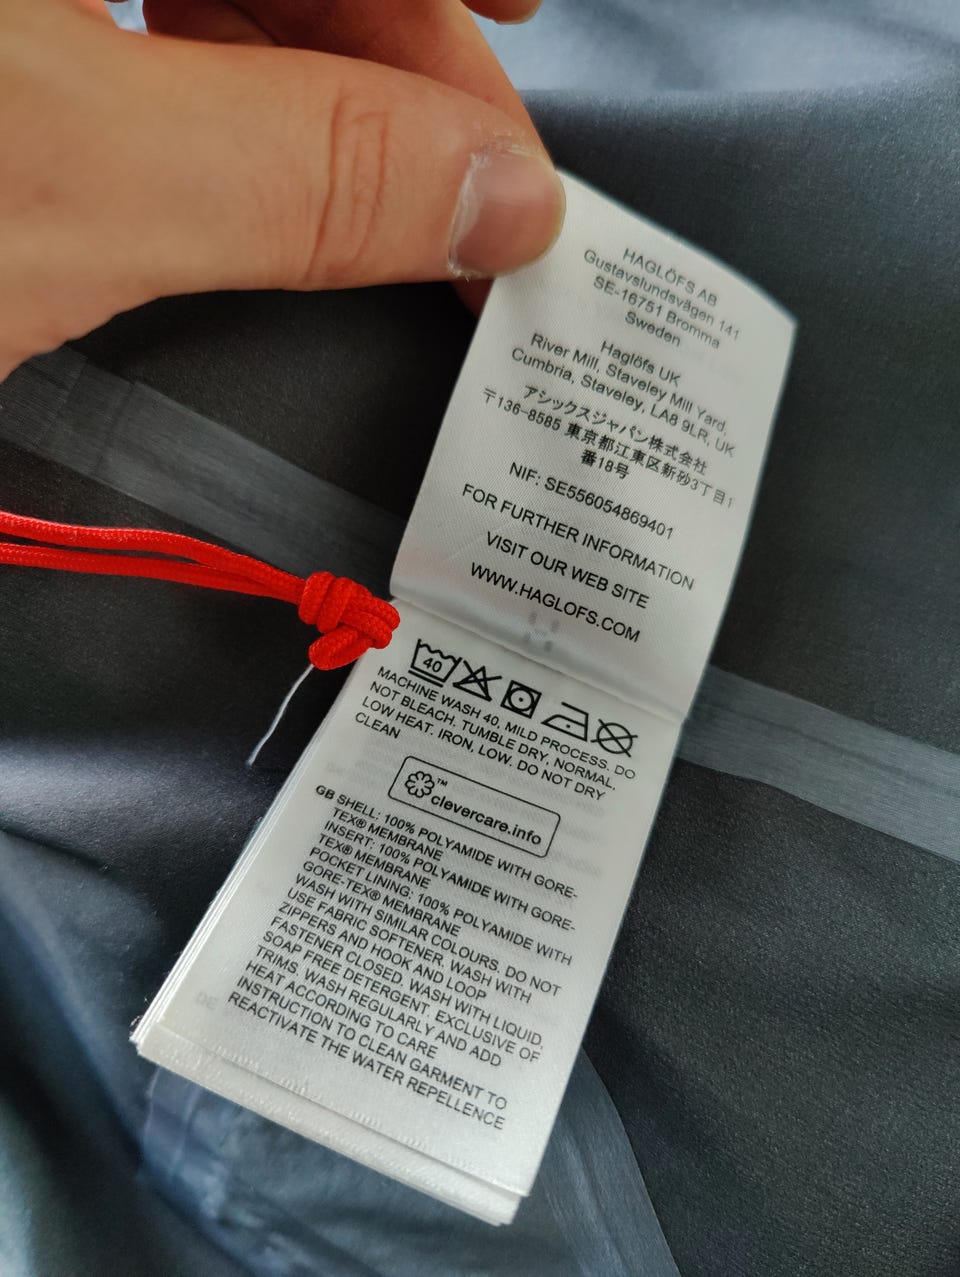 HAGLÖFS AB
Gustavslundsvägen 141
SE-16751 Bromma
Sweden
Haglöfs UK
River Mill, Staveley Mill Yard,
Cumbria, Staveley, LA8 9LR, UK
アシックスジャパン株式会社
〒136-8585 東京都江東区新砂3丁目1
番18号
NIF: SE556054869401
FOR FURTHER INFORMATION
VISIT OUR WEB SITE
WWW.HAGLOFS.COM
40
MACHINE WASH 40, MILD PROCESS. DO
NOT BLEACH. TUMBLE DRY, NORMAL,
LOW HEAT. IRON, LOW. DO NOT DRY
CLEAN
™
clevercare.info
GB SHELL: 100% POLYAMIDE WITH GORE-
TEX® MEMBRANE
INSERT: 100% POLYAMIDE WITH GORE-
TEX® MEMBRANE
POCKET LINING: 100% POLYAMIDE WITH
GORE-TEX® MEMBRANE
WASH WITH SIMILAR COLOURS. DO NOT
USE FABRIC SOFTENER. WASH WITH
ZIPPERS AND HOOK AND LOOP
FASTENER CLOSED. WASH WITH LIQUID,
SOAP FREE DETERGENT. EXCLUSIVE OF
TRIMS. WASH REGULARLY AND ADD
HEAT ACCORDING TO CARE
INSTRUCTION TO CLEAN GARMENT TO
REACTIVATE THE WATER REPELLENCE